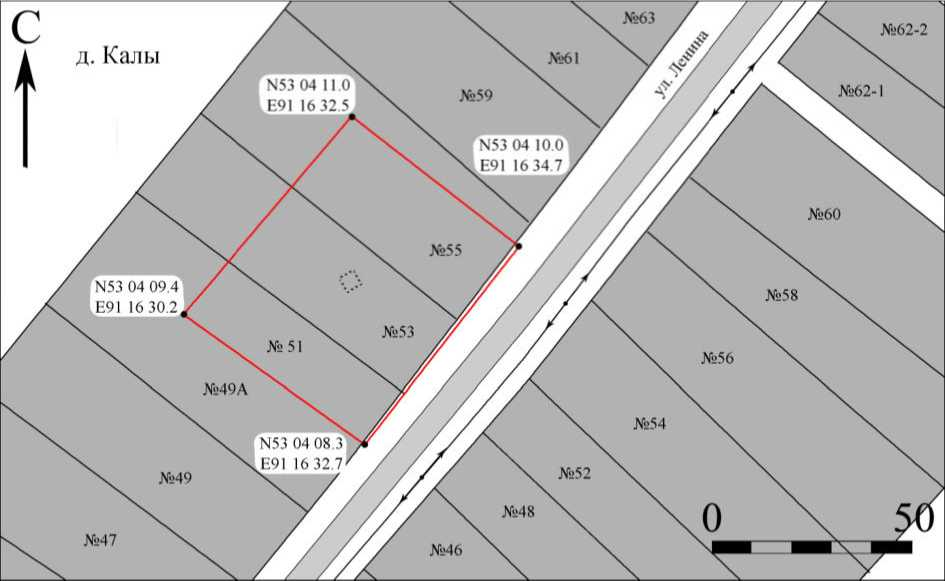 С
д. Калы
№63
№62-2
№61
№62-1
ул. Ленина
№59
N53 04 11.0
E91 16 32.5
N53 04 10.0
E91 16 34.7
№60
№55
№58
N53 04 09.4
E91 16 30.2
№53
№ 51
№56
№49А
№54
N53 04 08.3
E91 16 32.7
№49
№52
№48
№47
№46
0
50